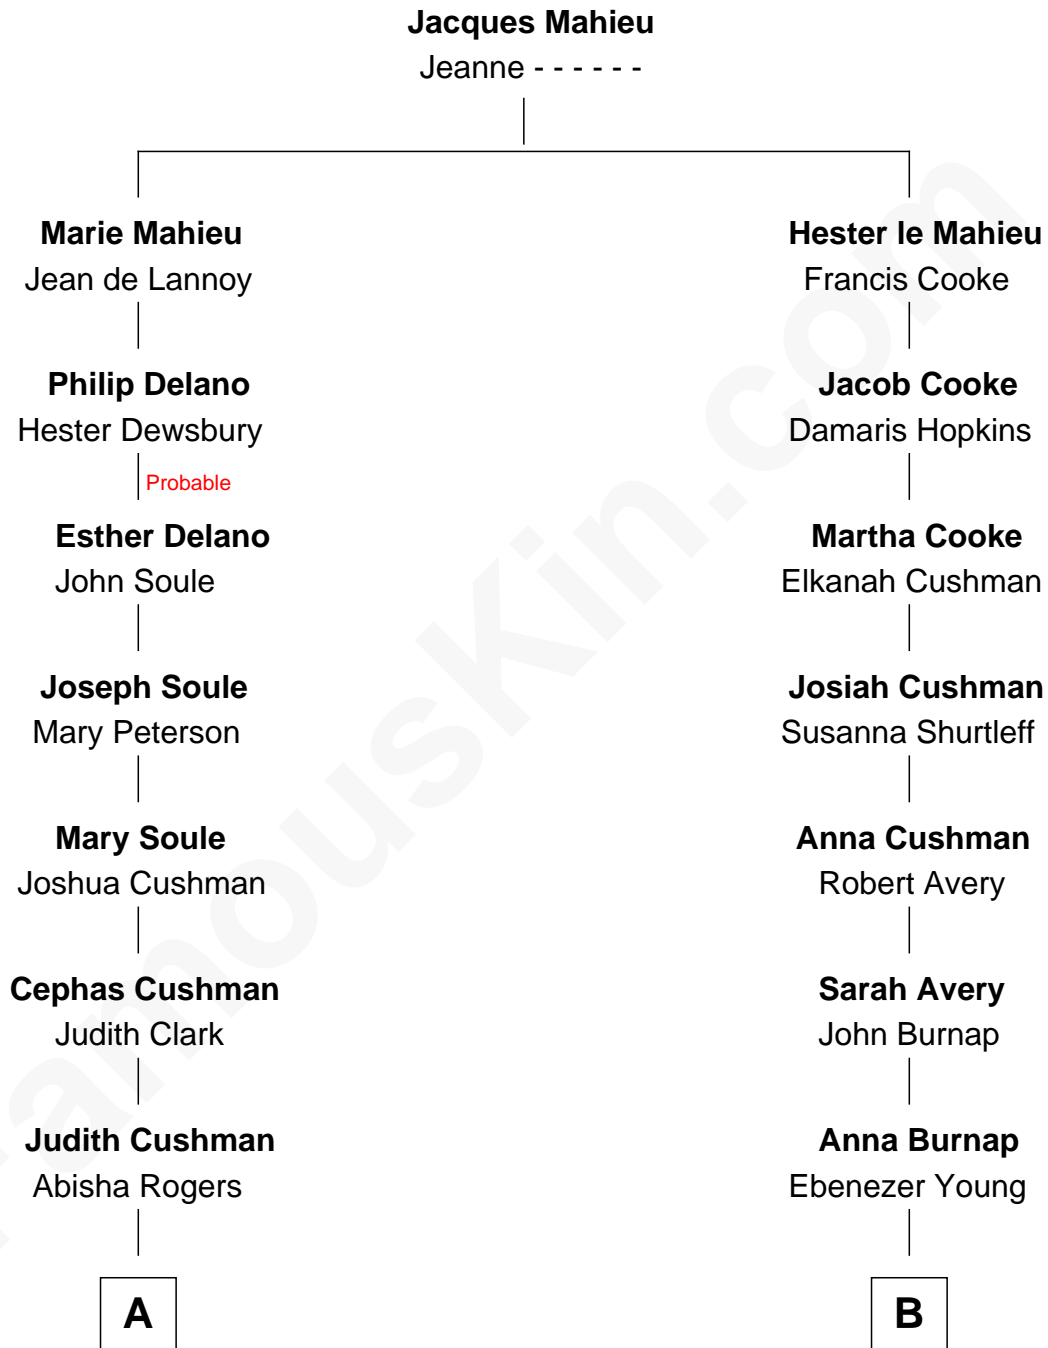 Jacques Mahieu
Jeanne - - - - - -
Marie Mahieu
Jean de Lannoy
Philip Delano
Hester Dewsbury
Probable
Esther Delano
John Soule
Joseph Soule
Mary Peterson
Mary Soule
Joshua Cushman
Cephas Cushman
Judith Clark
Judith Cushman
Abisha Rogers
A
Hester le Mahieu
Francis Cooke
Jacob Cooke
Damaris Hopkins
Martha Cooke
Elkanah Cushman
Josiah Cushman
Susanna Shurtleff
Anna Cushman
Robert Avery
Sarah Avery
John Burnap
Anna Burnap
Ebenezer Young
B
FamousKin.com